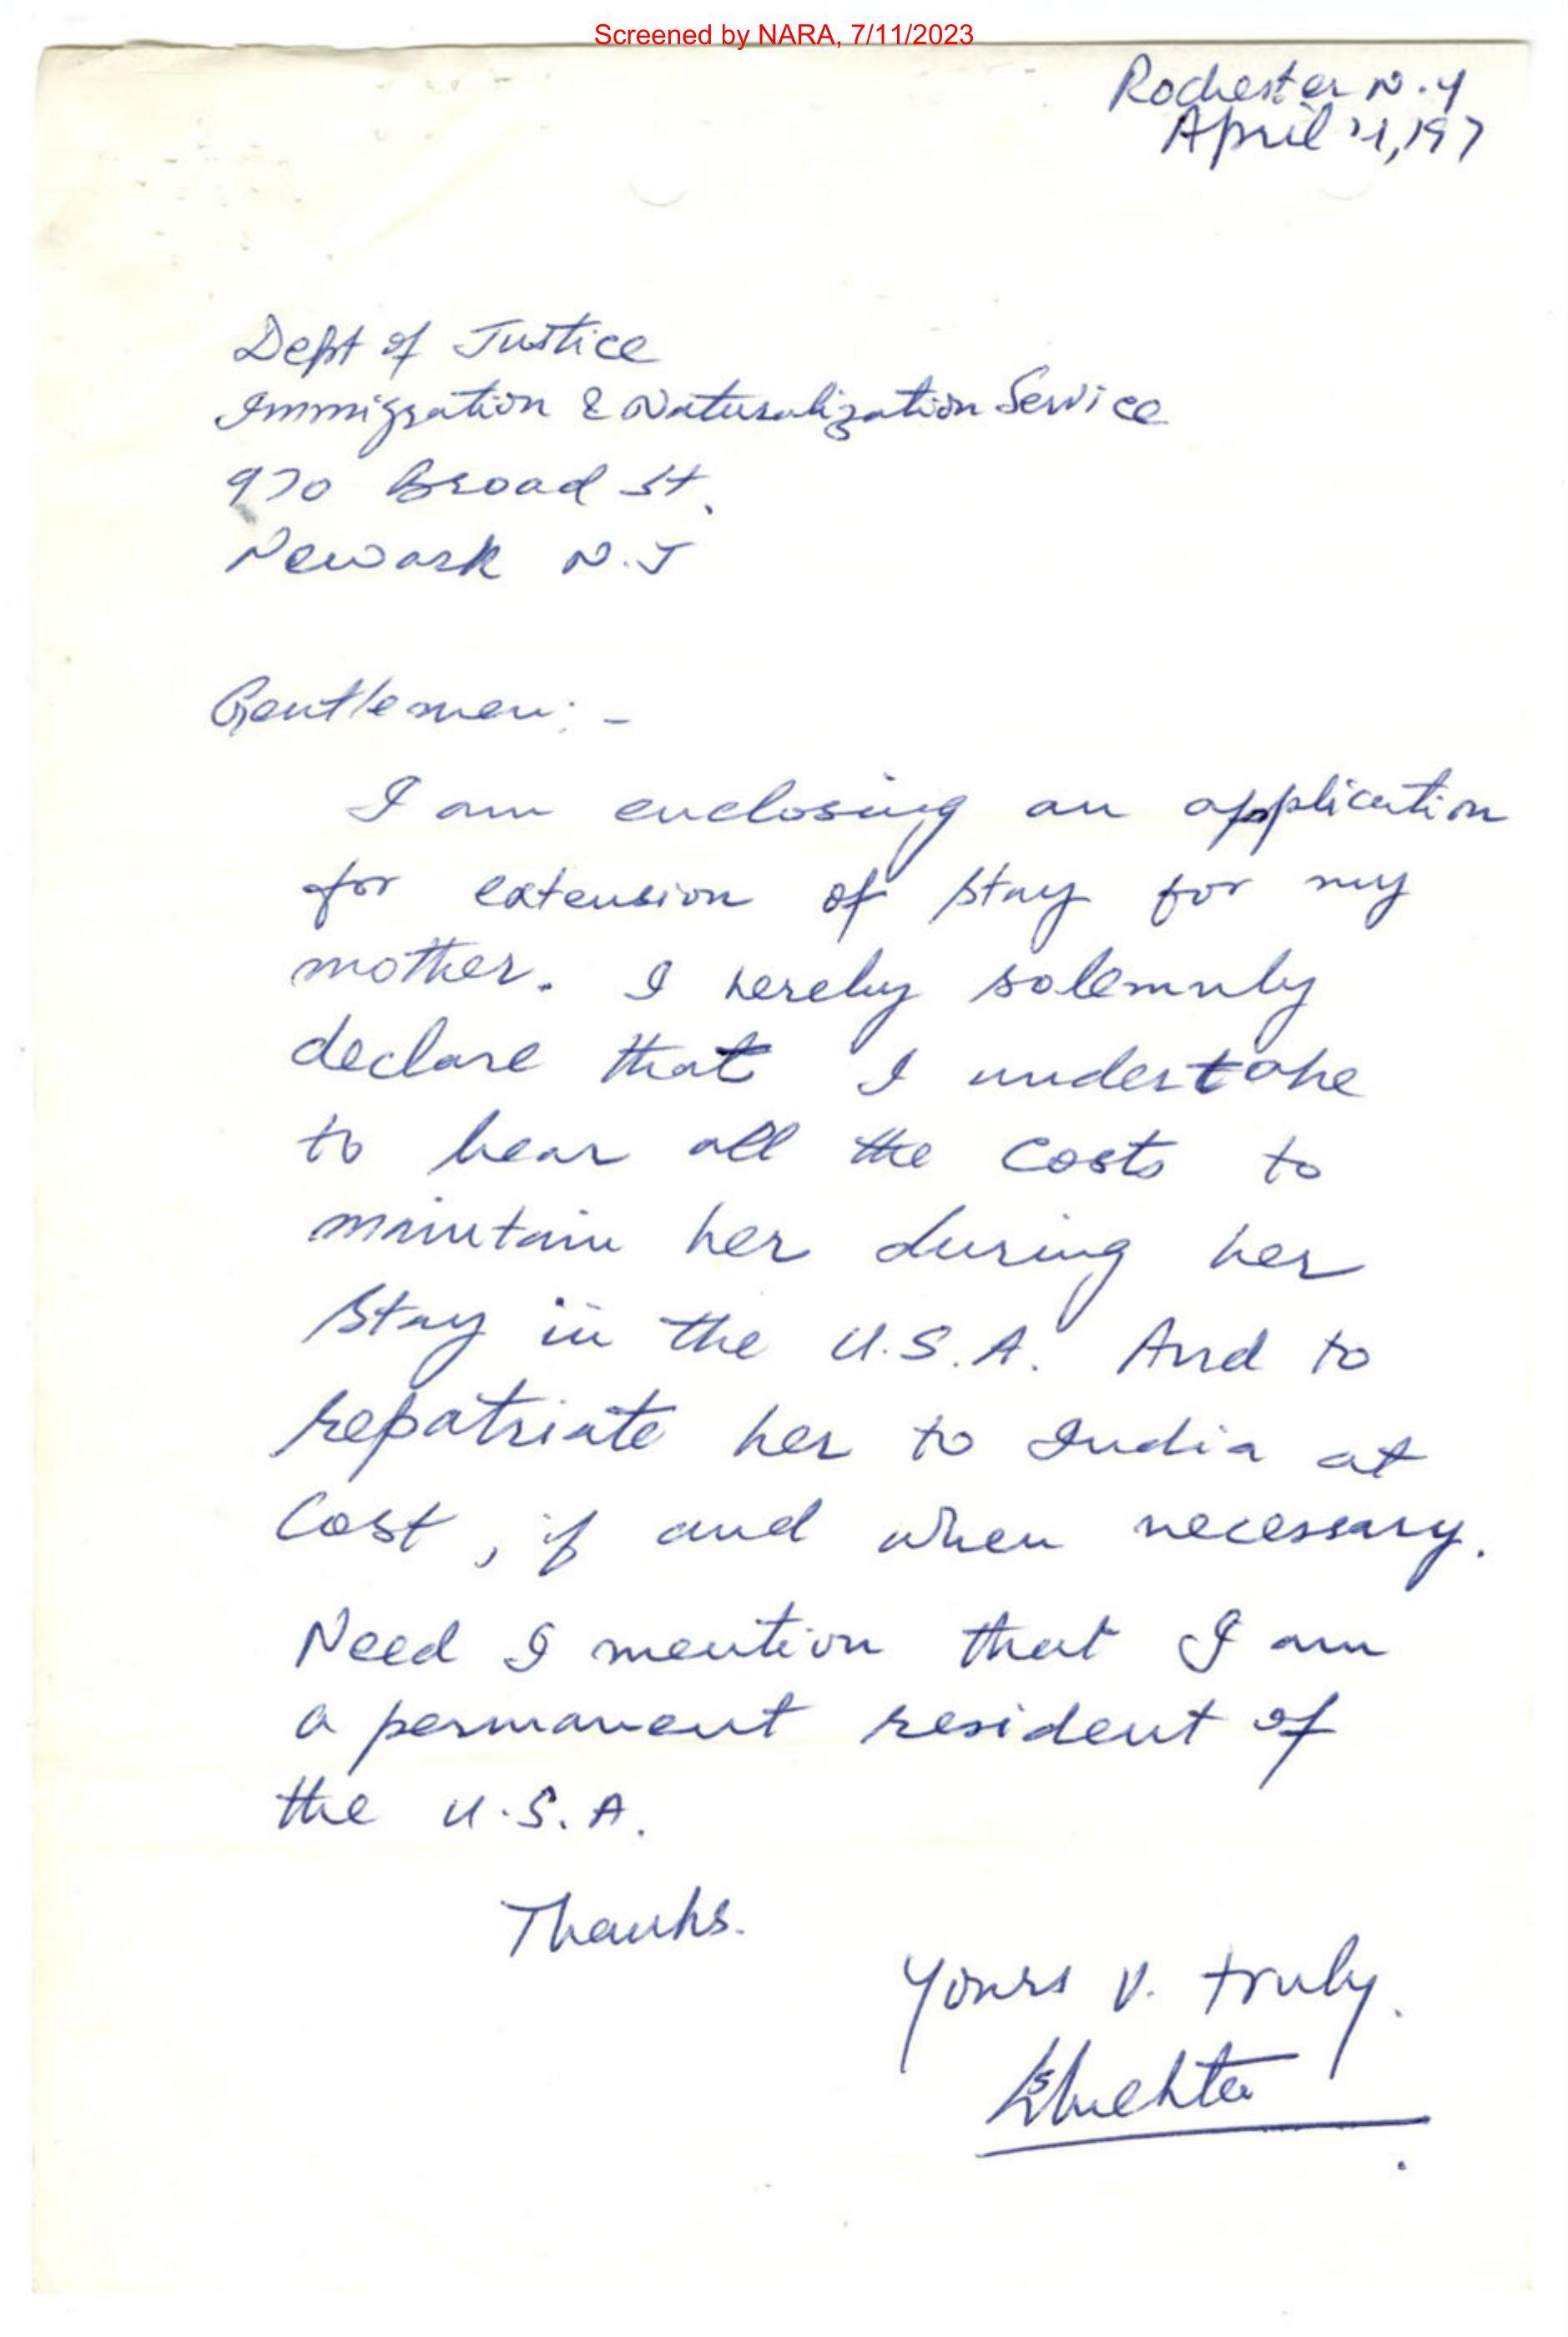 Screened by NARA, 7/11/2023
Rochester N.Y
April 21, 197
Dept of Justice
Immigration & Naturalization Service
970 Broad St.
Newark N.J
Gentlemen: -
I am enclosing an application
for extension of stay for my
mother. I hereby solemnly
declare that I undertake
to bear all the costs to
maintain her during her
stay in the U.S.A. And to
repatriate her to India at
cost, if and when necessary.
Need I mention that I am
a permanent resident of
the U.S.A.
Thanks.
Yours v. truly.